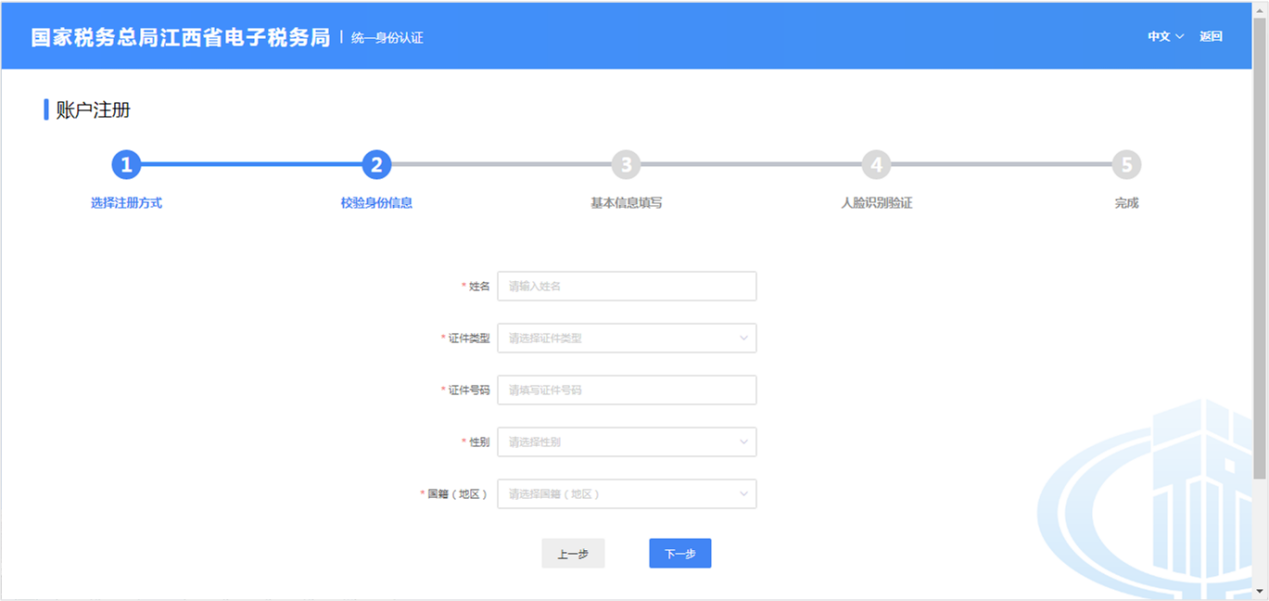 国家税务总局江西省电子税务局 | 统一身份认证 中文 返回
账户注册
1 2 3 4 5
选择注册方式 校验身份信息 基本信息填写 人脸识别验证 完成
* 姓名 请输入姓名
* 证件类型 请选择证件类型
* 证件号码 请填写证件号码
* 性别 请选择性别
* 国籍（地区） 请选择国籍（地区）
上一步 下一步